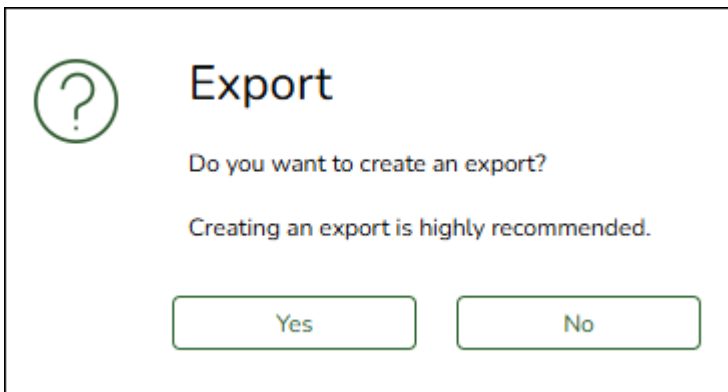 Export
Do you want to create an export?
Creating an export is highly recommended.
Yes
No